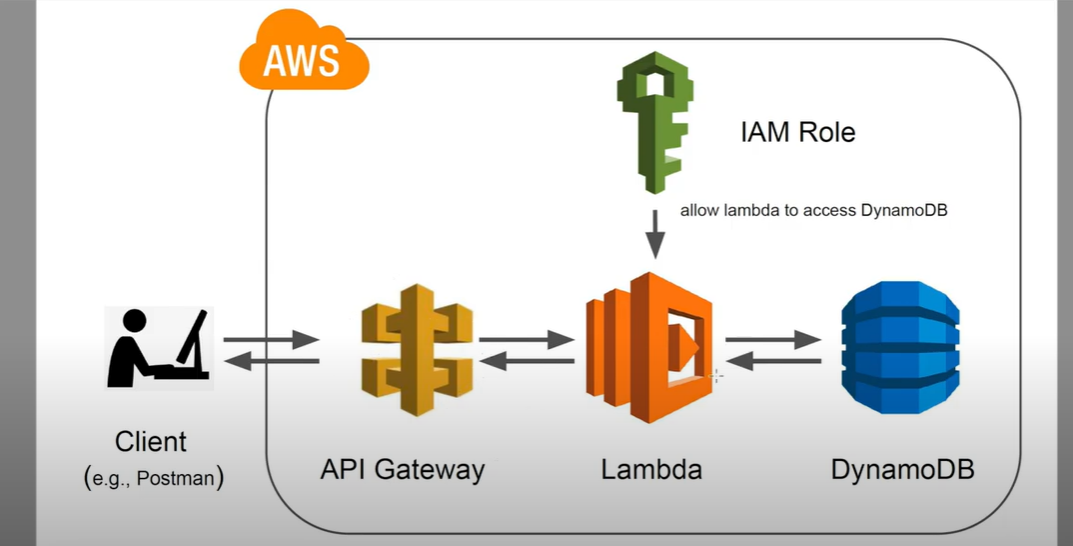 AWS
IAM Role
allow lambda to access DynamoDB
Client
(e.g., Postman)
API Gateway
Lambda
DynamoDB